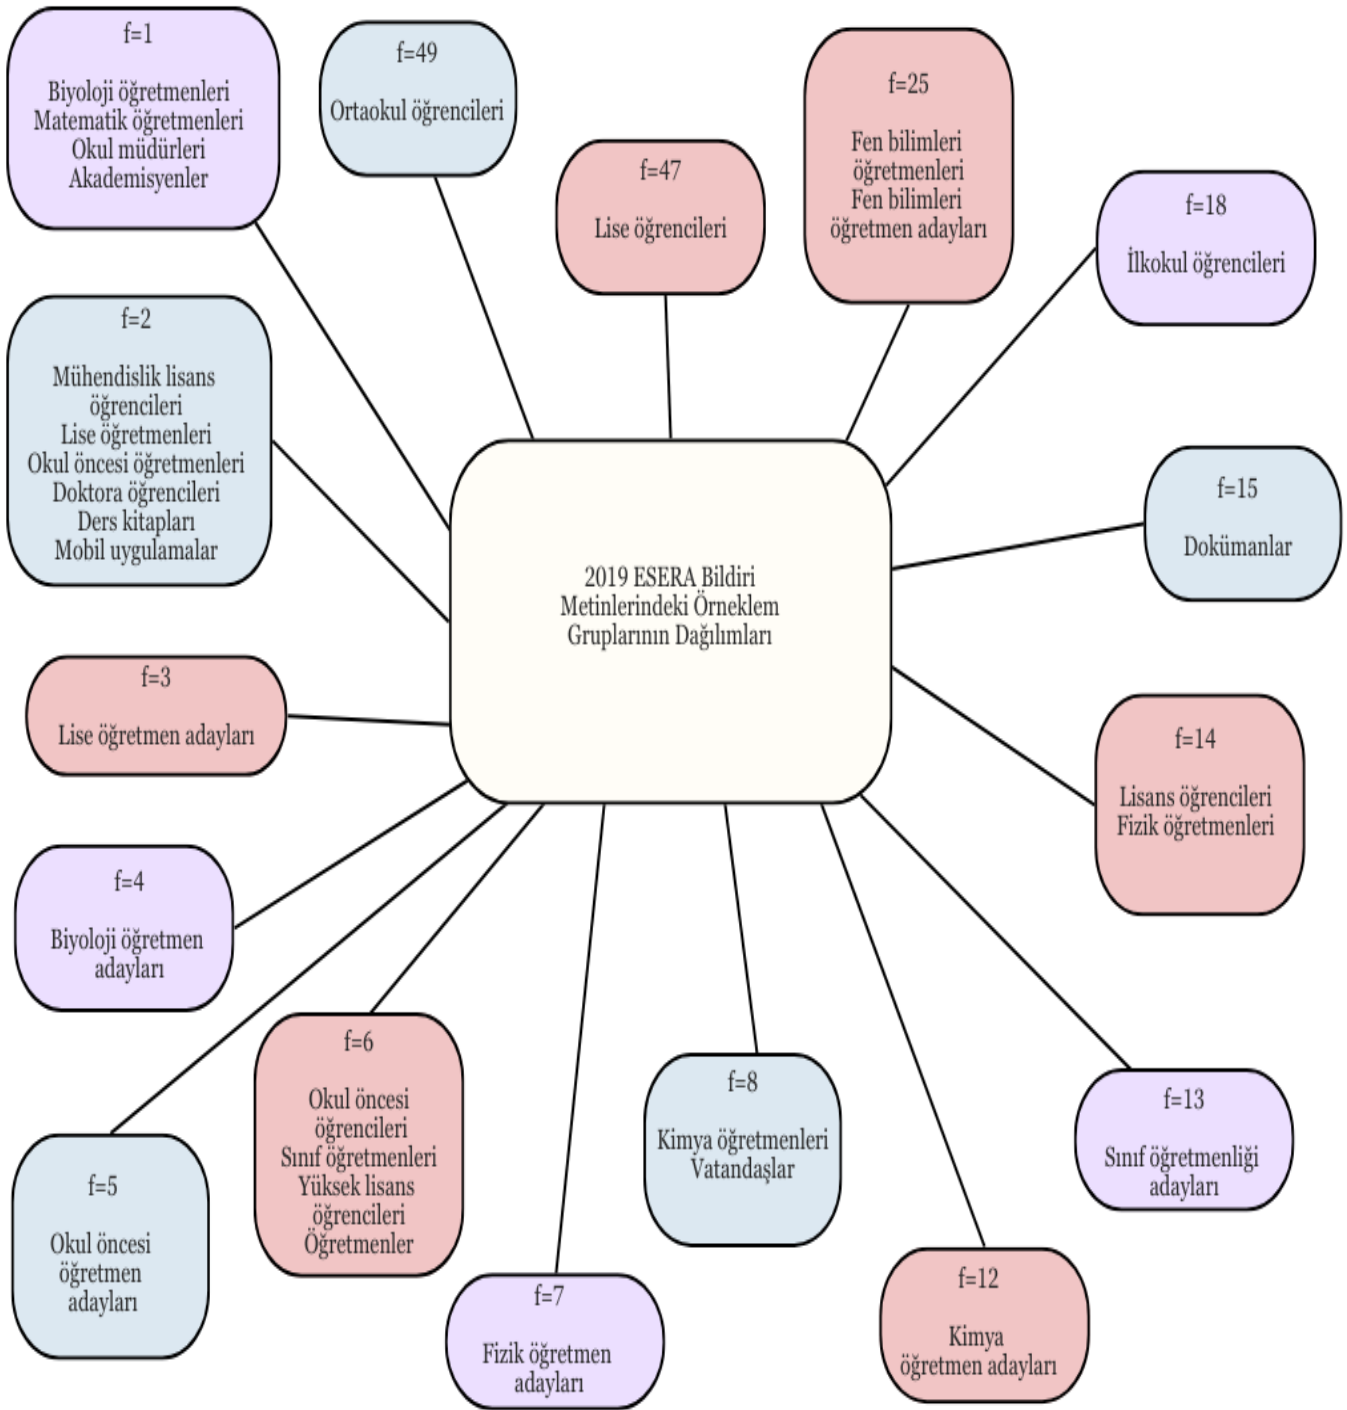 f=1
Biyoloji öğretmenleri
Matematik öğretmenleri
Okul müdürleri
Akademisyenler
f=49
Ortaokul öğrencileri
f=47
Lise öğrencileri
f=25
Fen bilimleri
öğretmenleri
Fen bilimleri
öğretmen adayları
f=18
İlkokul öğrencileri
f=2
Mühendislik lisans
öğrencileri
Lise öğretmenleri
Okul öncesi öğretmenleri
Doktora öğrencileri
Ders kitapları
Mobil uygulamalar
2019 ESERA Bildiri
Metinlerindeki Örneklem
Gruplarının Dağılımları
f=15
Dokümanlar
f=3
Lise öğretmen adayları
f=14
Lisans öğrencileri
Fizik öğretmenleri
f=4
Biyoloji öğretmen
adayları
f=5
Okul öncesi
öğretmen
adayları
f=6
Okul öncesi
öğrencileri
Sınıf öğretmenleri
Yüksek lisans
öğrencileri
Öğretmenler
f=7
Fizik öğretmen
adayları
f=8
Kimya öğretmenleri
Vatandaşlar
f=12
Kimya
öğretmen adayları
f=13
Sınıf öğretmenliği
adayları